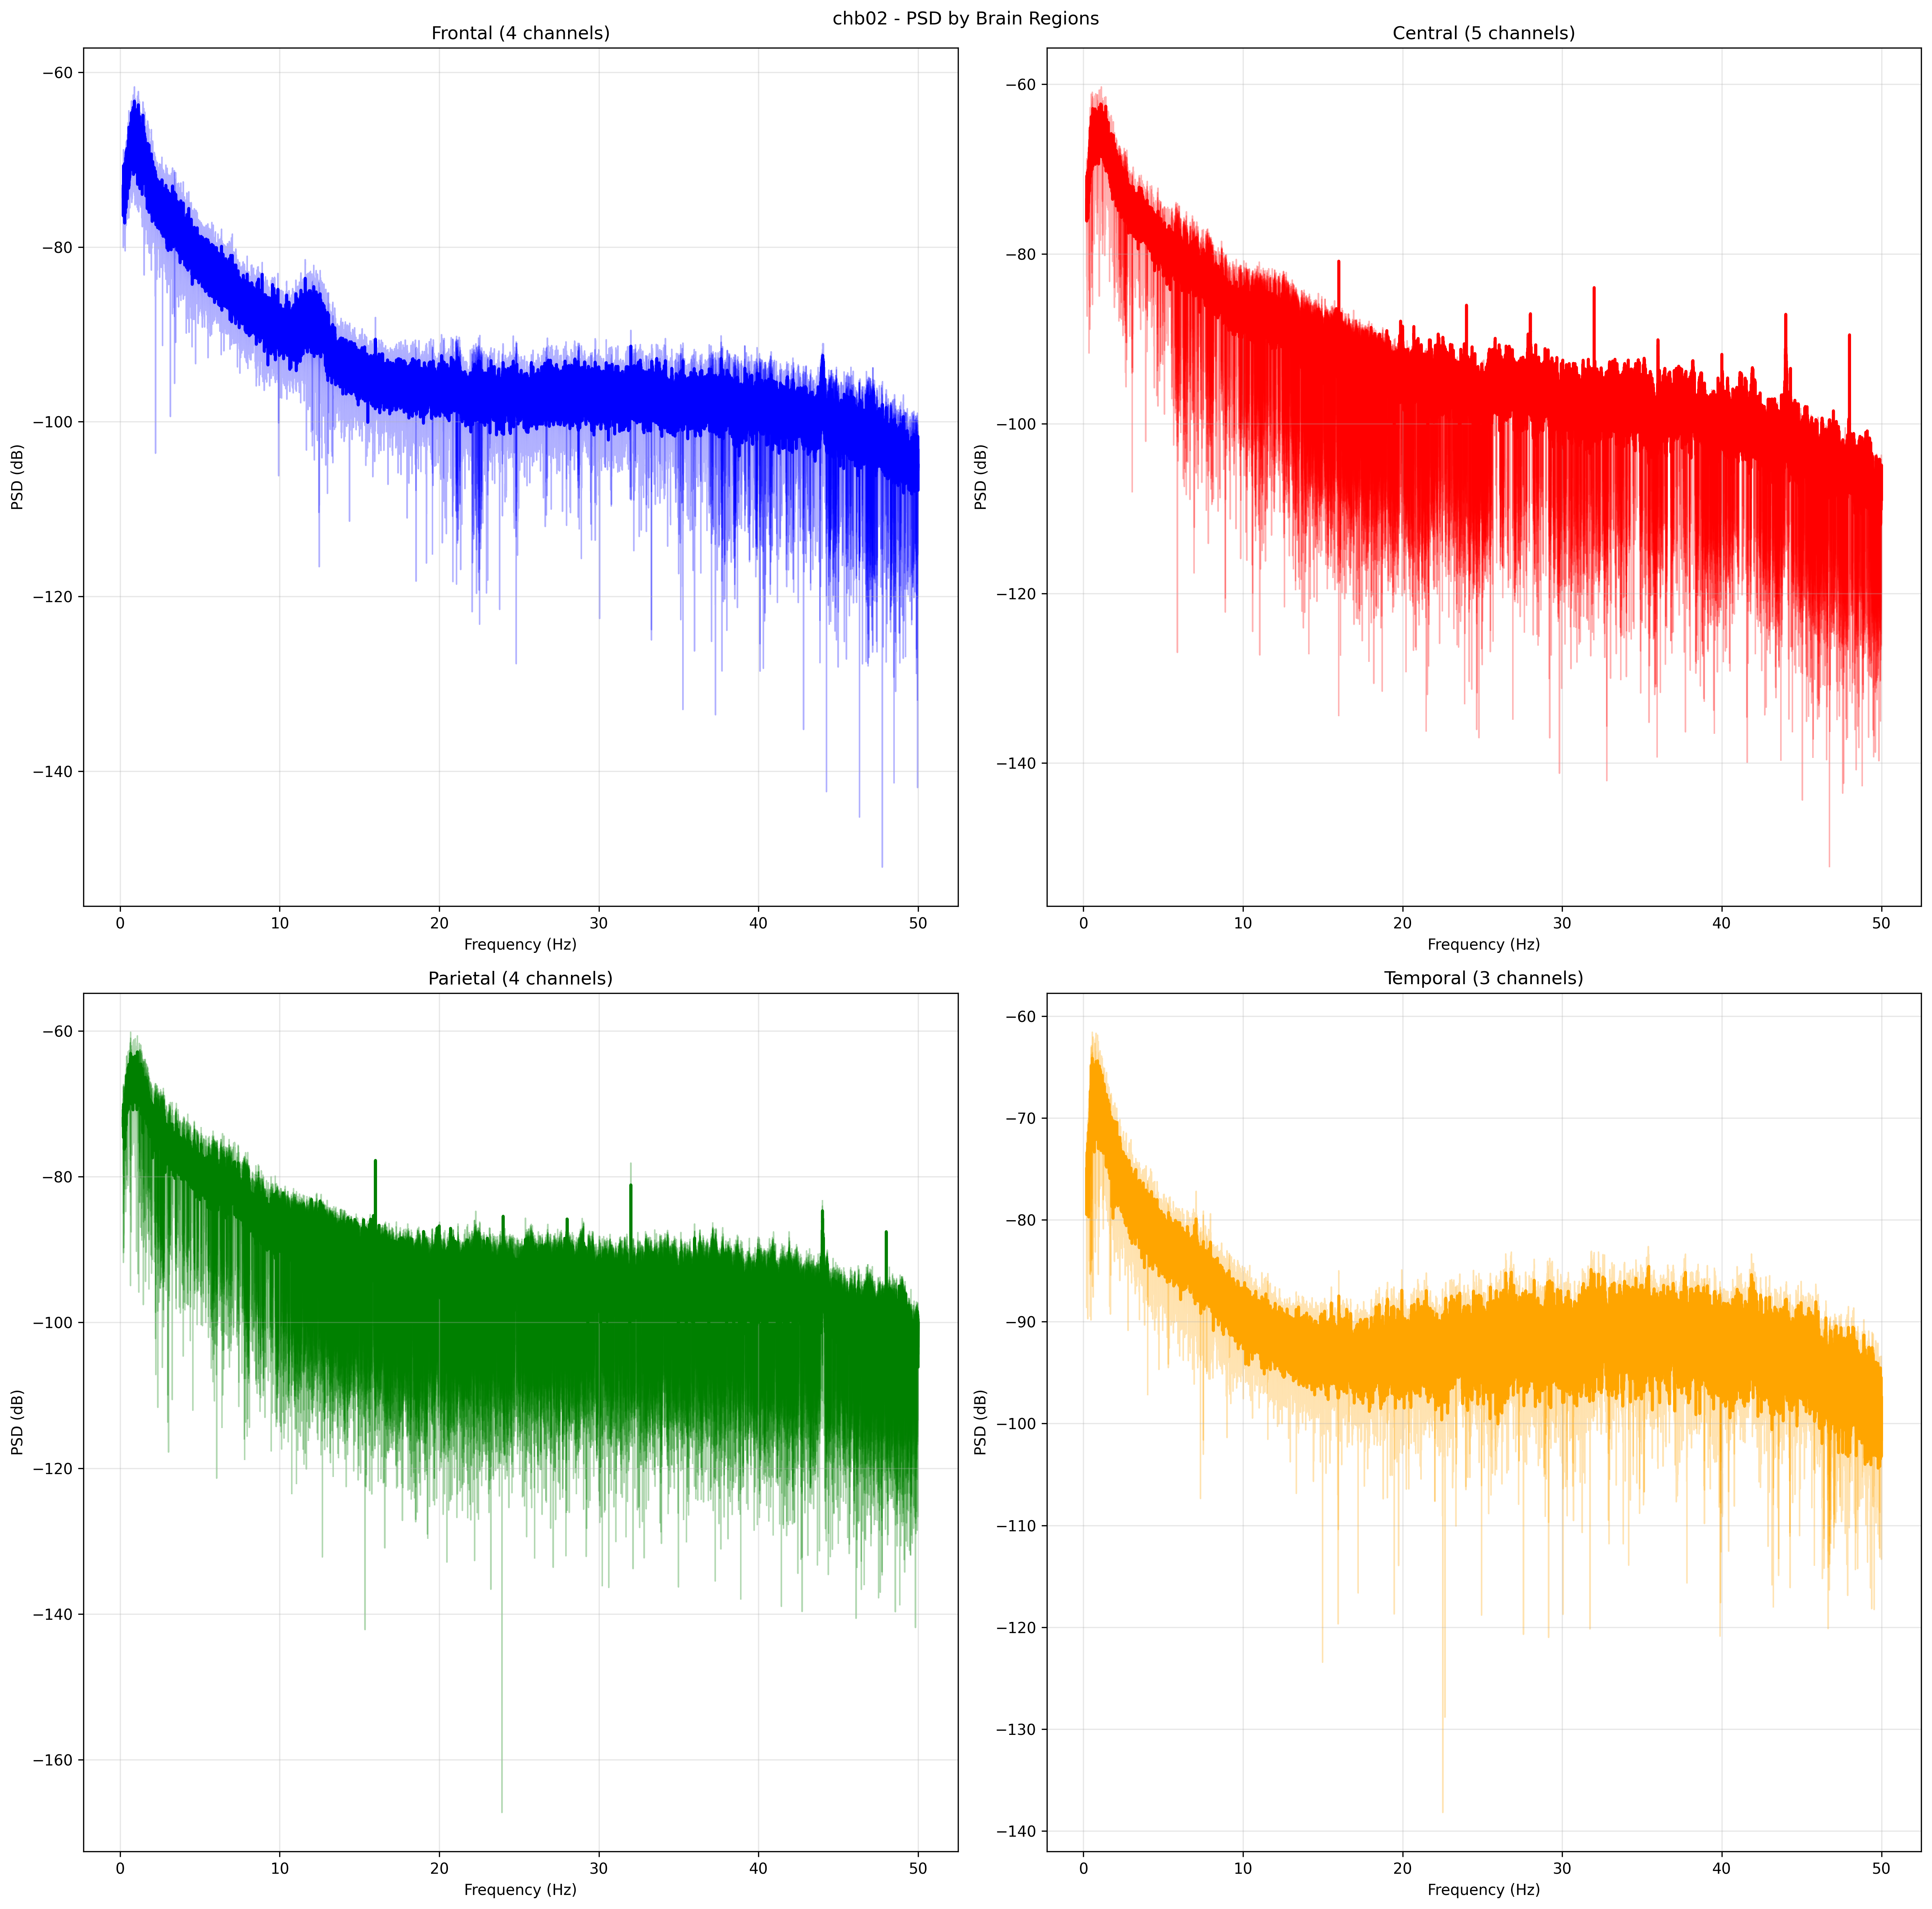 chb02 - PSD by Brain Regions
Frontal (4 channels)
−60
−80
−100
−120
−140
PSD (dB)
0 10 20 30 40 50
Frequency (Hz)
Central (5 channels)
−60
−80
−100
−120
−140
PSD (dB)
0 10 20 30 40 50
Frequency (Hz)
Parietal (4 channels)
−60
−80
−100
−120
−140
−160
PSD (dB)
0 10 20 30 40 50
Frequency (Hz)
Temporal (3 channels)
−60
−70
−80
−90
−100
−110
−120
−130
−140
PSD (dB)
0 10 20 30 40 50
Frequency (Hz)